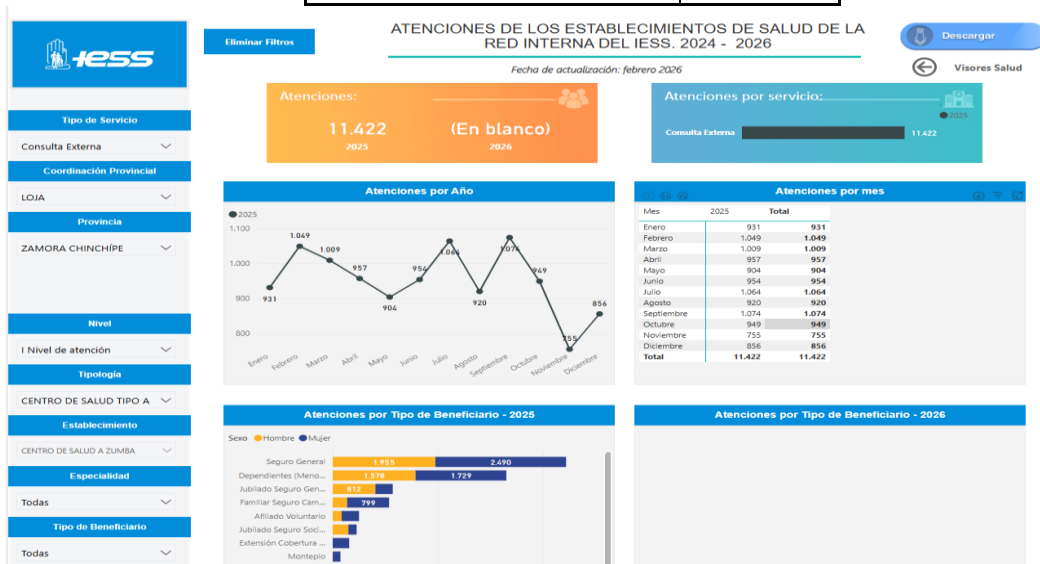 IESS
Eliminar Filtros
ATENCIONES DE LOS ESTABLECIMIENTOS DE SALUD DE LA
RED INTERNA DEL IESS. 2024 - 2026
Fecha de actualización: febrero 2026
Descargar
Visores Salud
Tipo de Servicio
Consulta Externa
Coordinación Provincial
LOJA
Provincia
ZAMORA CHINCHÍPE
Nivel
I Nivel de atención
Tipología
CENTRO DE SALUD TIPO A
Establecimiento
CENTRO DE SALUD A ZUMBA
Especialidad
Todas
Tipo de Beneficiario
Todas
Atenciones:
11.422 (En blanco)
2025 2026
Atenciones por servicio:
2025
Consulta Externa 11.422
Atenciones por Año
2025
1.100
1.000
900
800
931
1.049
1.009
957
904
954
1.064
920
1.074
949
755
856
Enero Febrero Marzo Abril Mayo Junio Julio Agosto Septiembre Octubre Noviembre Diciembre
Atenciones por mes
Mes 2025 Total
Enero 931 931
Febrero 1.049 1.049
Marzo 1.009 1.009
Abril 957 957
Mayo 904 904
Junio 954 954
Julio 1.064 1.064
Agosto 920 920
Septiembre 1.074 1.074
Octubre 949 949
Noviembre 755 755
Diciembre 856 856
Total 11.422 11.422
Atenciones por Tipo de Beneficiario - 2025
Sexo Hombre Mujer
Seguro General 1.955 2.490
Dependientes (Meno... 1.578 1.729
Jubilado Seguro Gen... 812
Familiar Seguro Cam... 799
Afiliado Voluntario
Jubilado Seguro Soci...
Extensión Cobertura ...
Montepio
Atenciones por Tipo de Beneficiario - 2026